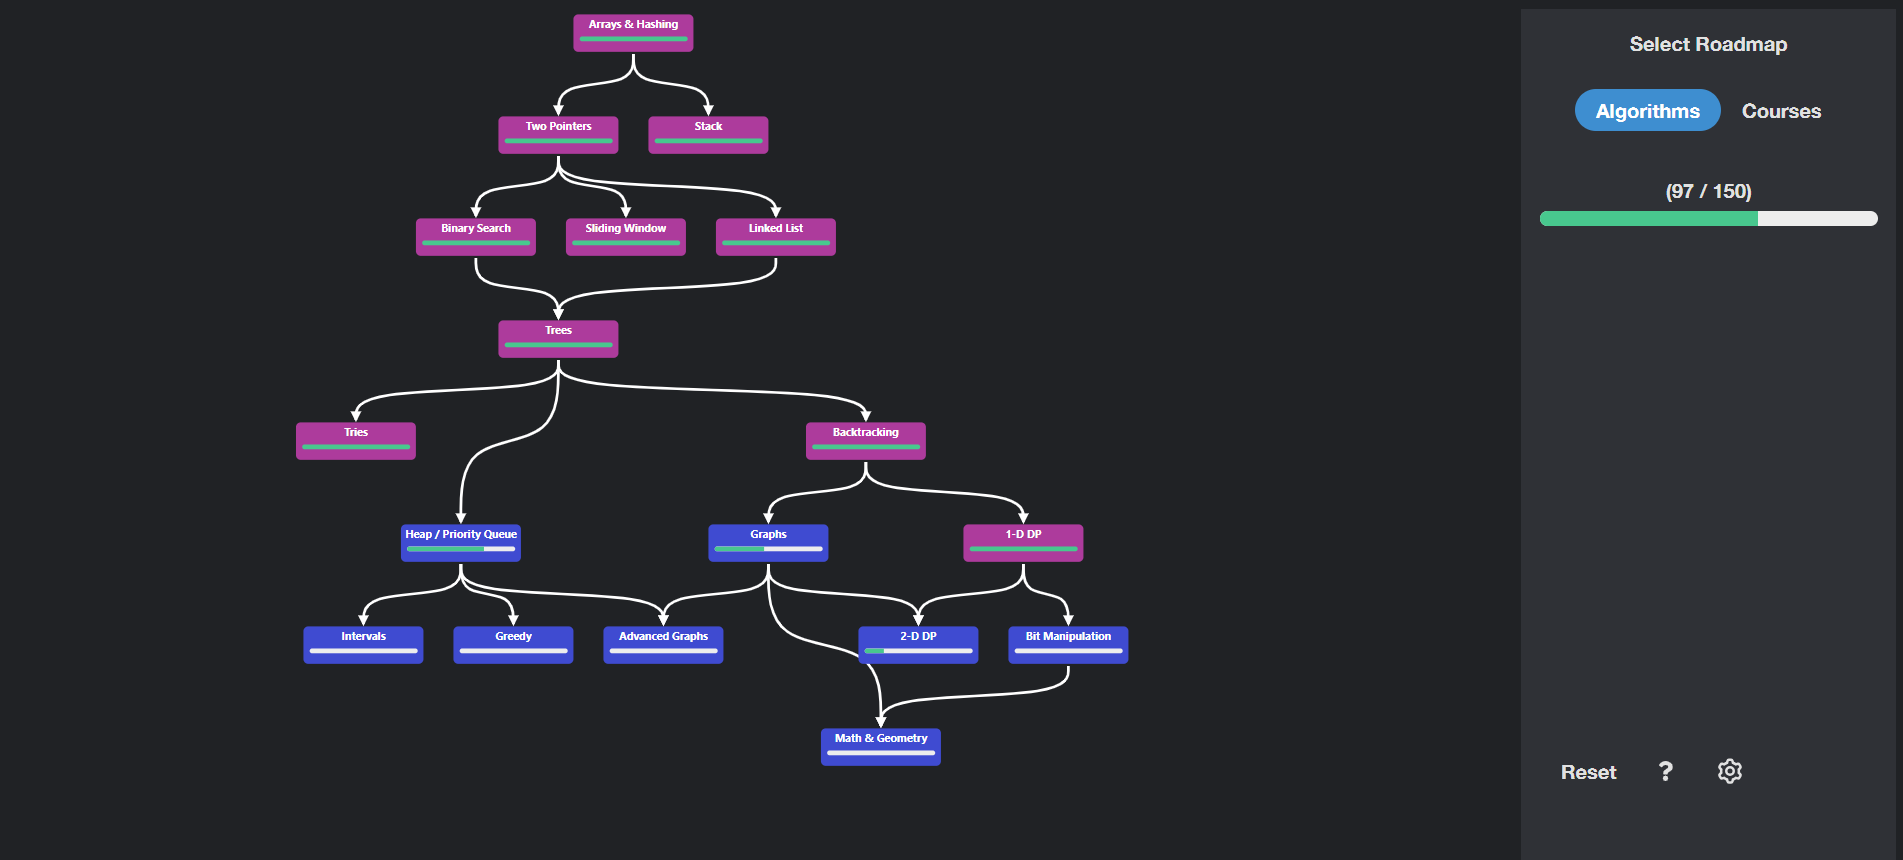 Arrays & Hashing
Two Pointers
Stack
Binary Search
Sliding Window
Linked List
Trees
Tries
Backtracking
Heap / Priority Queue
Graphs
1-D DP
Intervals
Greedy
Advanced Graphs
2-D DP
Bit Manipulation
Math & Geometry
Select Roadmap
Algorithms
Courses
(97 / 150)
Reset
?